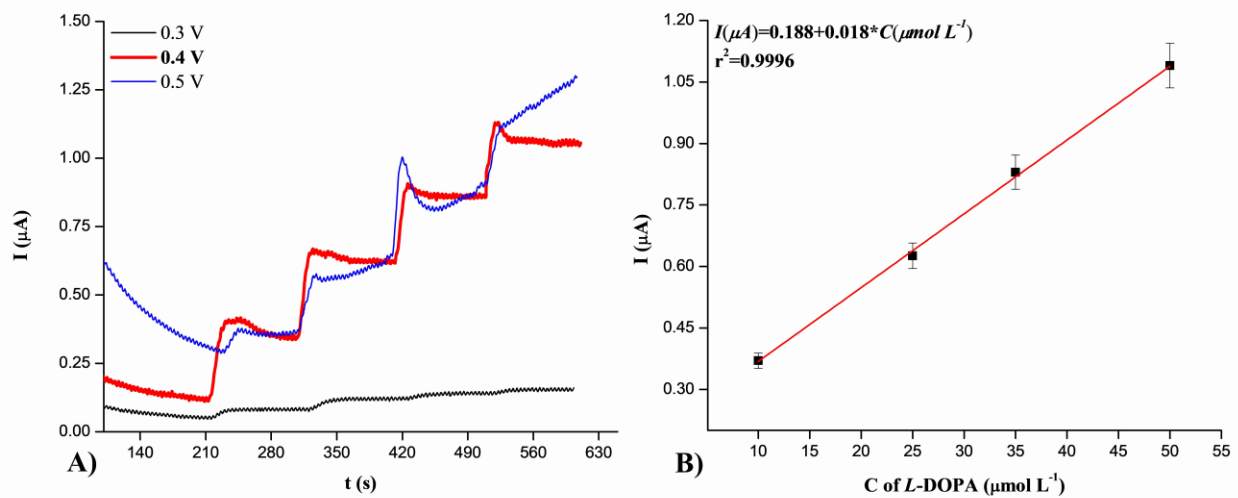 1.50
1.25
1.00
0.75
0.50
0.25
0.00
I (μA)
0.3 V
0.4 V
0.5 V
140 210 280 350 420 490 560 630
A)
t (s)
1.20
1.05
0.90
0.75
0.60
0.45
0.30
I (μA)
I(μA)=0.188+0.018*C(μmol L⁻¹)
r²=0.9996
10 15 20 25 30 35 40 45 50 55
B)
C of L-DOPA (μmol L⁻¹)